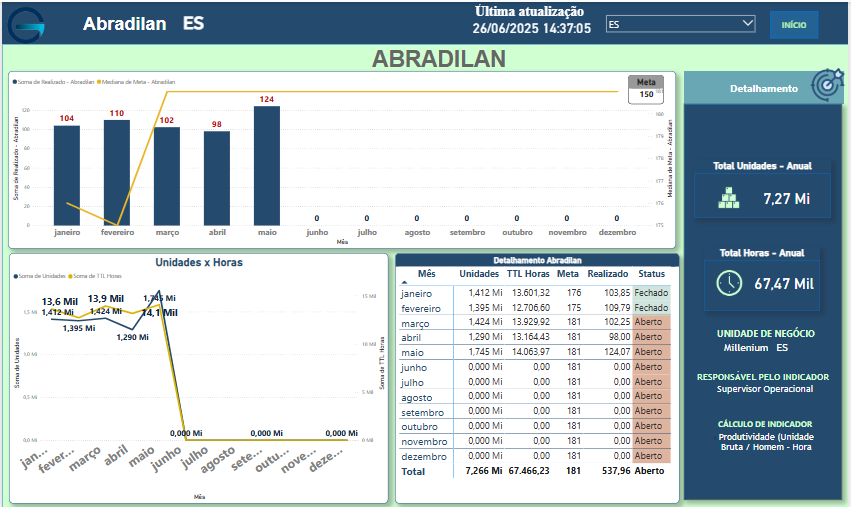 Abradilan ES
Última atualização
26/06/2025 14:37:05
ES
INÍCIO
ABRADILAN
Soma de Realizado - Abradilan Mediana de Meta - Abradilan
Meta
150
Soma de Realizado - Abradilan
120
100
80
60
40
20
0
104
110
102
98
124
0
0
0
0
0
0
0
181
180
179
178
177
176
175
Mediana de Meta - Abradilan
janeiro fevereiro março abril maio junho julho agosto setembro outubro novembro dezembro
Mês
Unidades x Horas
Soma de Unidades Soma de TTL Horas
Soma de Unidades
1,5 Mi
1,0 Mi
0,5 Mi
0,0 Mi
13,6 Mil
1,412 Mi
1,395 Mi
13,9 Mil
1,424 Mi
1,290 Mi
1,745 Mi
14,1 Mil
0,000 Mi
0,000 Mi
0,000 Mi
15 Mil
10 Mil
5 Mil
0 Mil
Soma de TTL Horas
jan... fever... março abril maio junho julho agosto sete... outu... nove... deze...
Mês
Detalhamento Abradilan
Mês Unidades TTL Horas Meta Realizado Status
janeiro 1,412 Mi 13.601,32 176 103,85 Fechado
fevereiro 1,395 Mi 12.706,60 175 109,79 Fechado
março 1,424 Mi 13.929,92 181 102,25 Aberto
abril 1,290 Mi 13.164,43 181 98,00 Aberto
maio 1,745 Mi 14.063,97 181 124,07 Aberto
junho 0,000 Mi 0,00 181 0,00 Aberto
julho 0,000 Mi 0,00 181 0,00 Aberto
agosto 0,000 Mi 0,00 181 0,00 Aberto
setembro 0,000 Mi 0,00 181 0,00 Aberto
outubro 0,000 Mi 0,00 181 0,00 Aberto
novembro 0,000 Mi 0,00 181 0,00 Aberto
dezembro 0,000 Mi 0,00 181 0,00 Aberto
Total 7,266 Mi 67.466,23 181 537,96 Aberto
Detalhamento
Total Unidades - Anual
7,27 Mi
Total Horas - Anual
67,47 Mil
UNIDADE DE NEGÓCIO
Millenium ES
RESPONSÁVEL PELO INDICADOR
Supervisor Operacional
CÁLCULO DE INDICADOR
Produtividade (Unidade
Bruta / Homem - Hora